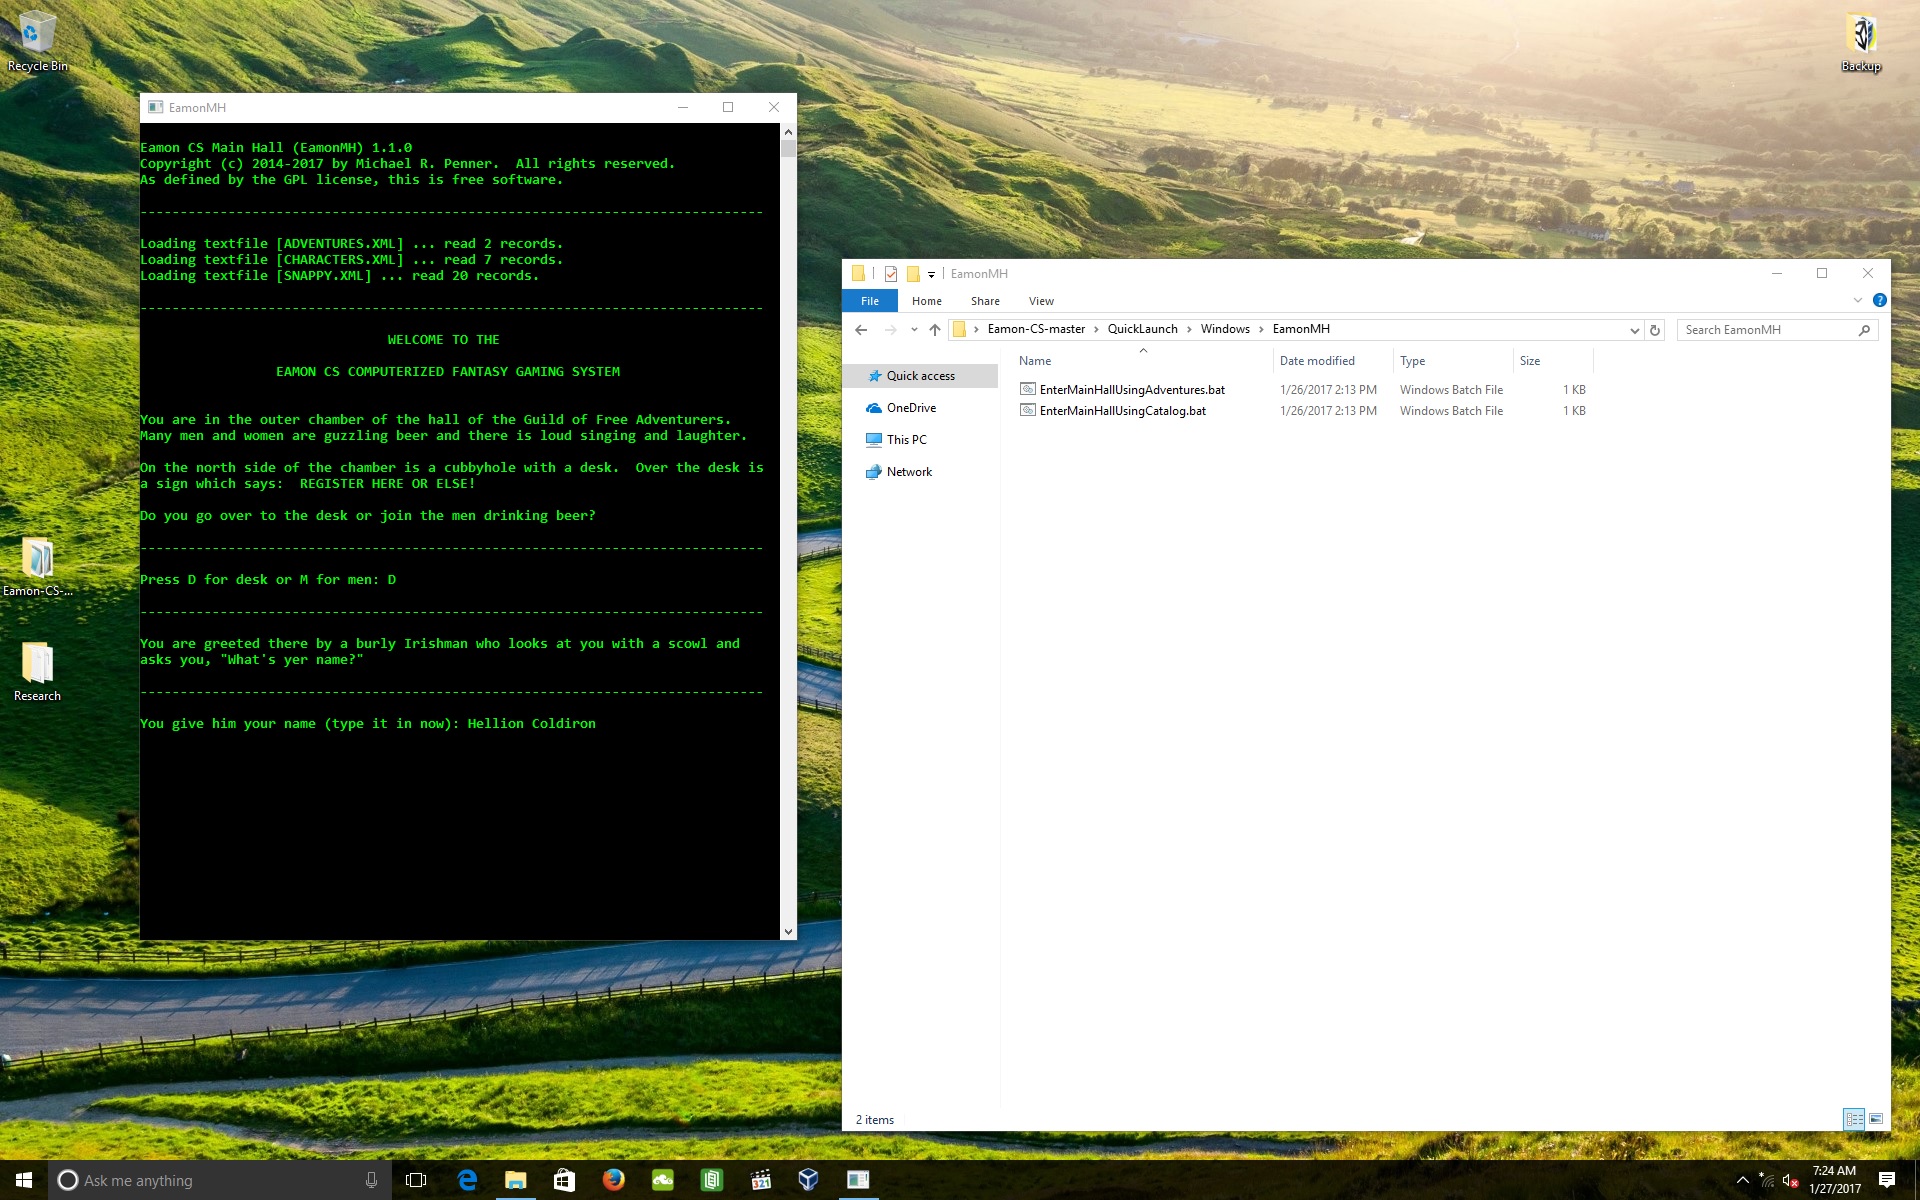 Recycle Bin
Backup
EamonMH
Eamon CS Main Hall (EamonMH) 1.1.0
Copyright (c) 2014-2017 by Michael R. Penner.  All rights reserved.
As defined by the GPL license, this is free software.
------------------------------------------------------------------------------
Loading textfile [ADVENTURES.XML] ... read 2 records.
Loading textfile [CHARACTERS.XML] ... read 7 records.
Loading textfile [SNAPPY.XML] ... read 20 records.
------------------------------------------------------------------------------
WELCOME TO THE
EAMON CS COMPUTERIZED FANTASY GAMING SYSTEM
You are in the outer chamber of the hall of the Guild of Free Adventurers.
Many men and women are guzzling beer and there is loud singing and laughter.
On the north side of the chamber is a cubbyhole with a desk.  Over the desk is
a sign which says:  REGISTER HERE OR ELSE!
Do you go over to the desk or join the men drinking beer?
------------------------------------------------------------------------------
Press D for desk or M for men: D
------------------------------------------------------------------------------
You are greeted there by a burly Irishman who looks at you with a scowl and
asks you, "What's yer name?"
------------------------------------------------------------------------------
You give him your name (type it in now): Hellion Coldiron
Eamon-CS-...
Research
EamonMH
File Home Share View
Eamon-CS-master > QuickLaunch > Windows > EamonMH
Search EamonMH
Name Date modified Type Size
EnterMainHallUsingAdventures.bat 1/26/2017 2:13 PM Windows Batch File 1 KB
EnterMainHallUsingCatalog.bat 1/26/2017 2:13 PM Windows Batch File 1 KB
Quick access
OneDrive
This PC
Network
2 items
Ask me anything
321
7:24 AM
1/27/2017